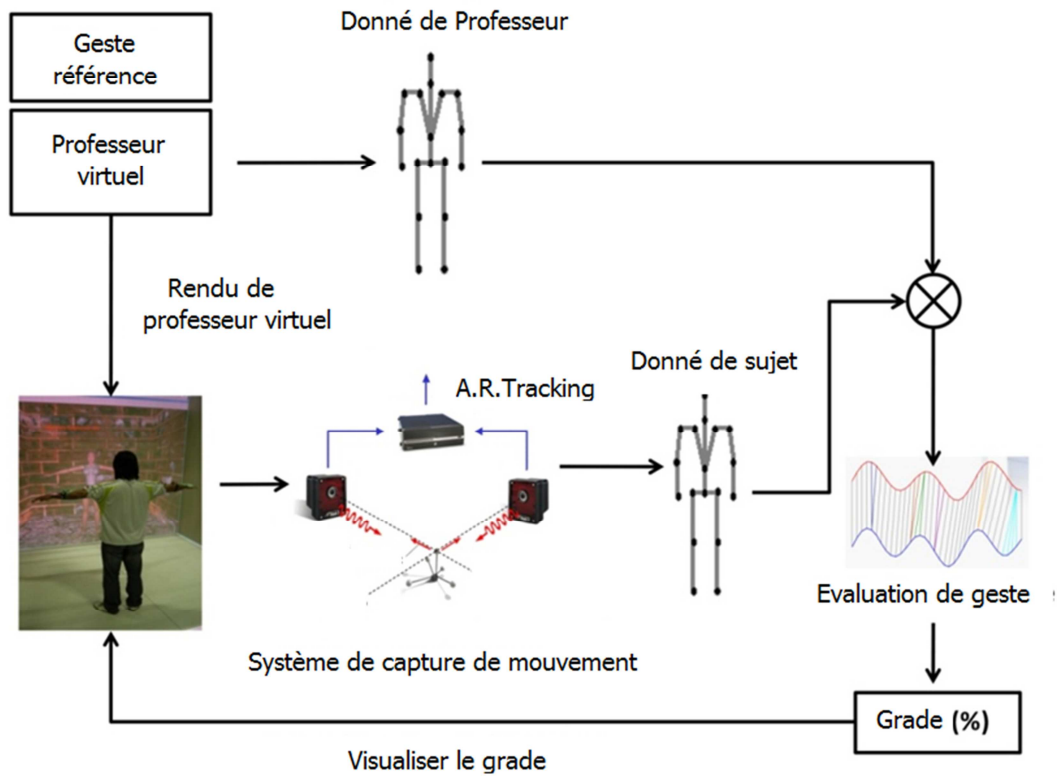 Donné de Professeur
Geste
référence
Professeur
virtuel
Rendu de
professeur virtuel
A.R.Tracking
Donné de sujet
Evaluation de geste
Système de capture de mouvement
Grade (%)
Visualiser le grade